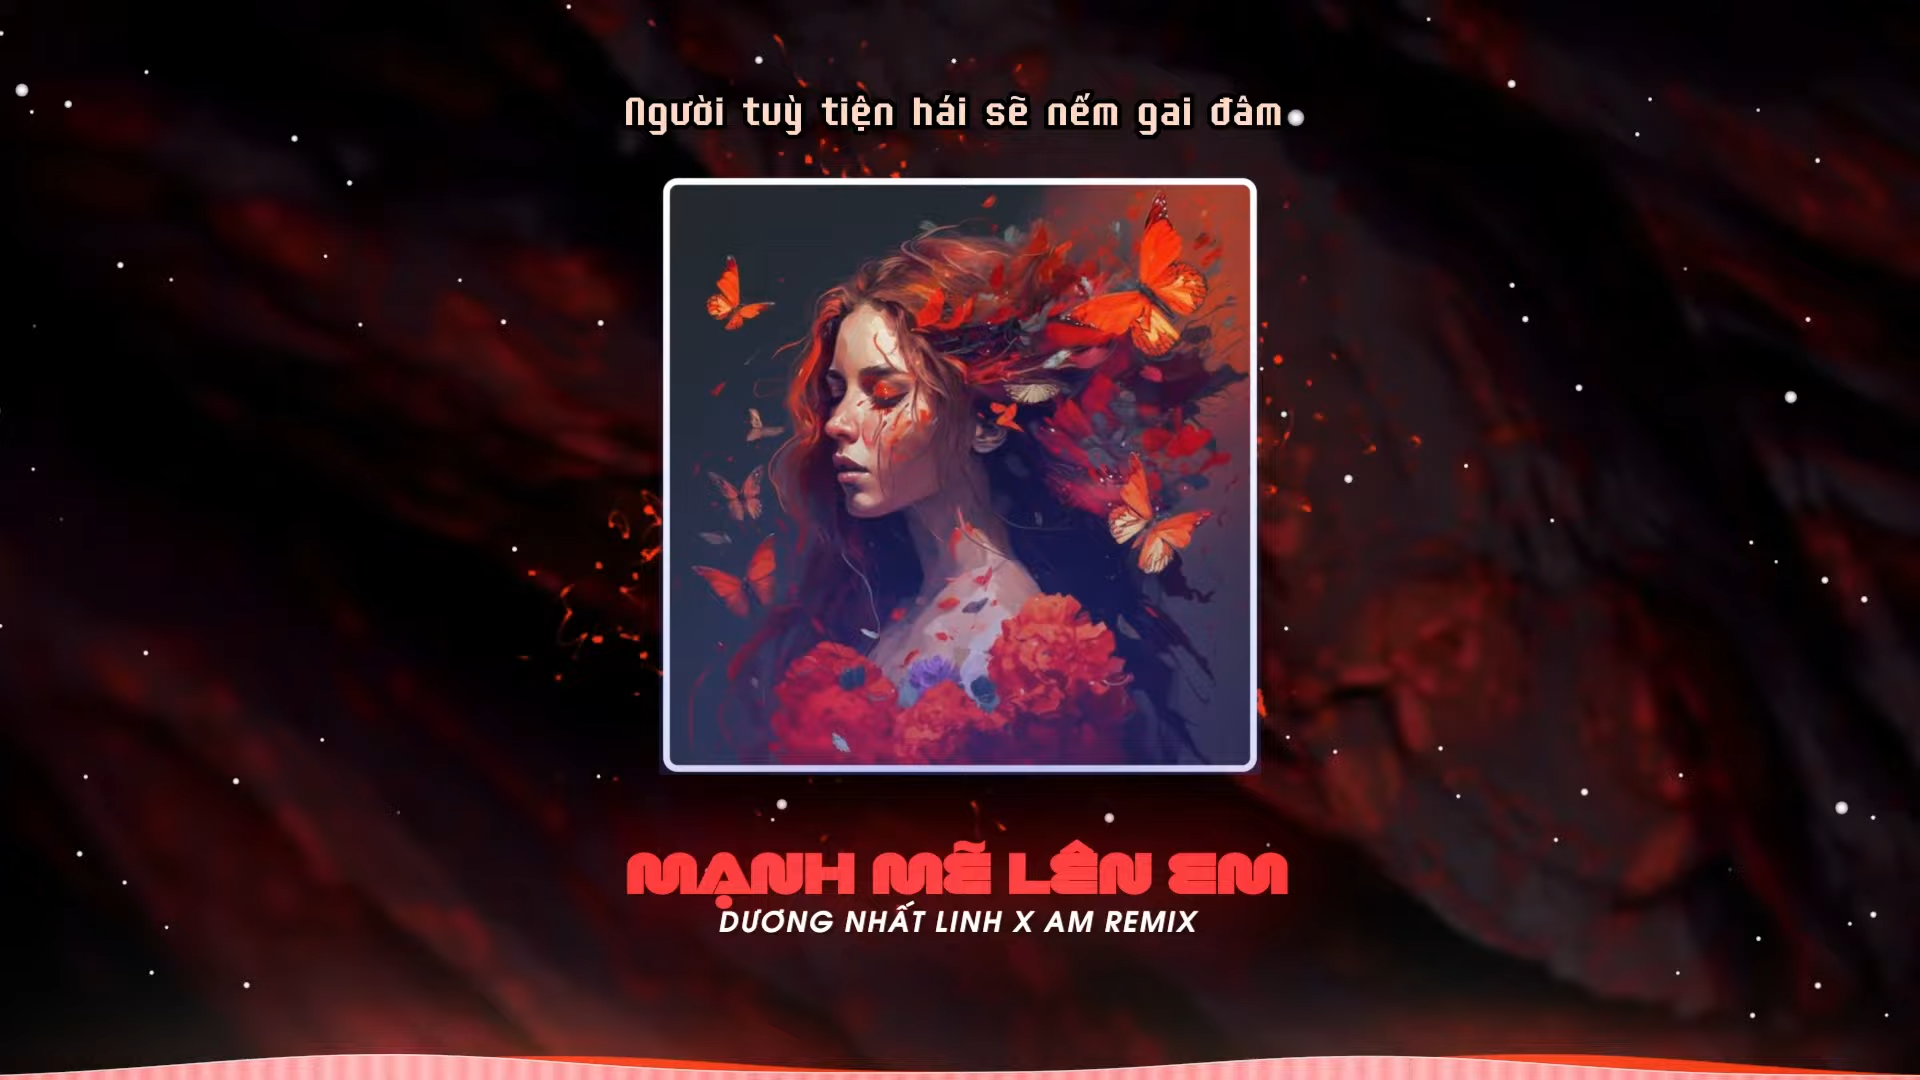 Người tuỳ tiện hái sẽ nếm gai đâm
MẠNH MẼ LÊN EM
DƯƠNG NHẤT LINH X AM REMIX